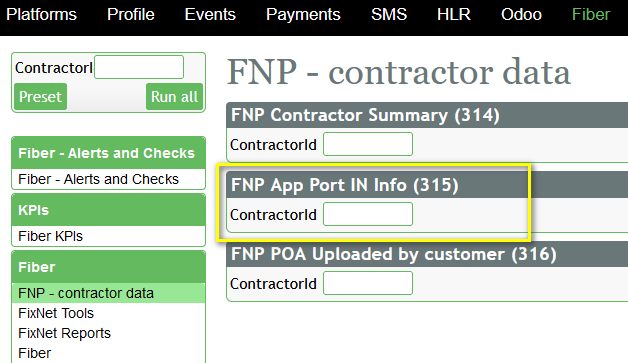 Platforms Profile Events Payments SMS HLR Odoo Fiber
ContractorI
Preset Run all
Fiber - Alerts and Checks
Fiber - Alerts and Checks
KPIs
Fiber KPIs
Fiber
FNP - contractor data
FixNet Tools
FixNet Reports
Fiber
FNP - contractor data
FNP Contractor Summary (314)
ContractorId
FNP App Port IN Info (315)
ContractorId
FNP POA Uploaded by customer (316)
ContractorId